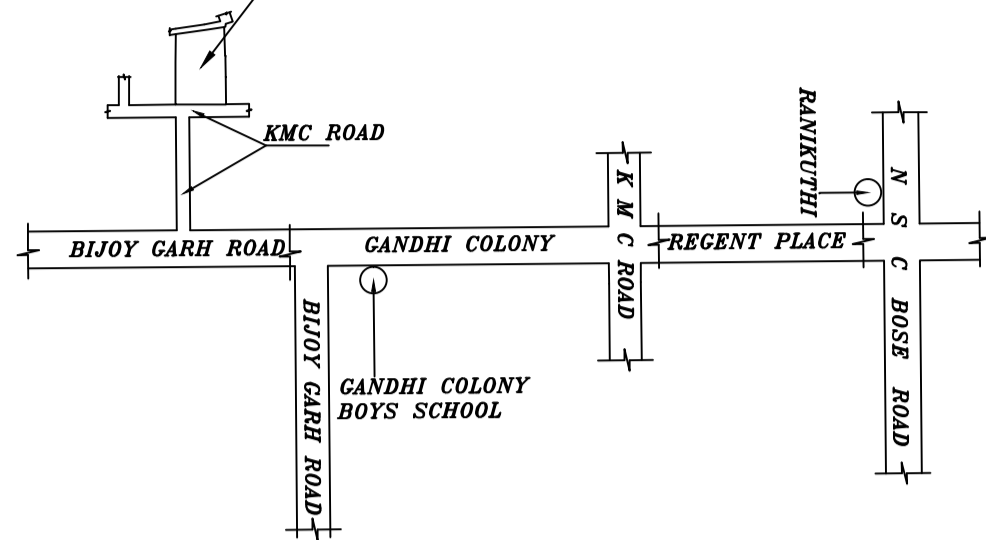 KMC ROAD
RANIKUTHI
BIJOY GARH ROAD
GANDHI COLONY
K M C ROAD
REGENT PLACE
N S C BOSE ROAD
BIJOY GARH ROAD
GANDHI COLONY
BOYS SCHOOL